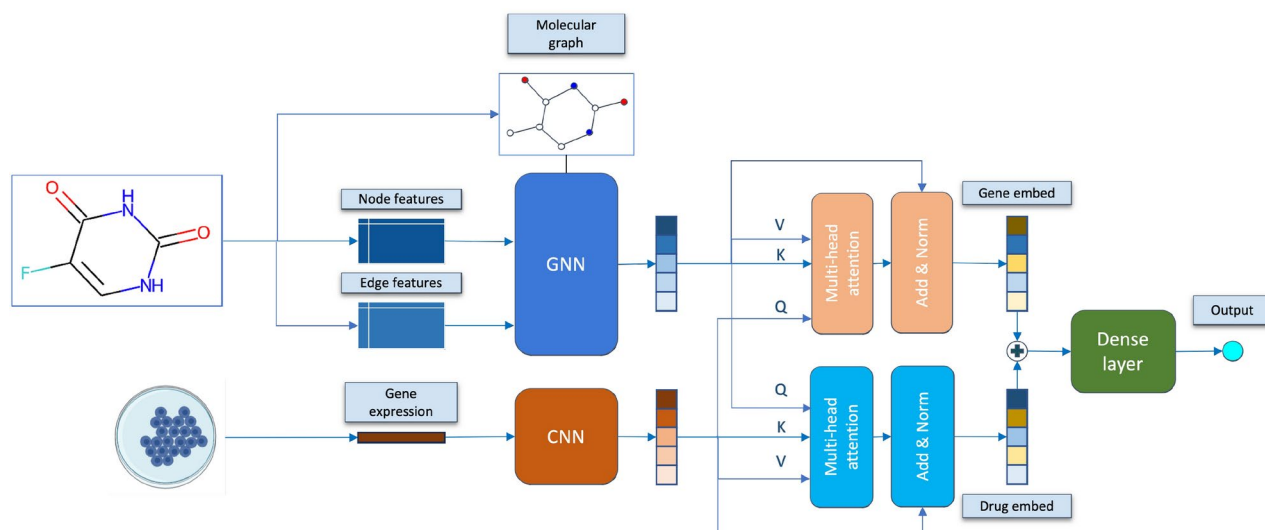 Molecular
graph
O
H
N
O
F
NH
Node features
Edge features
GNN
V
K
Q
Multi-head
attention
Add & Norm
Gene embed
Output
Dense
layer
Gene
expression
CNN
Q
K
V
Multi-head
attention
Add & Norm
Drug embed